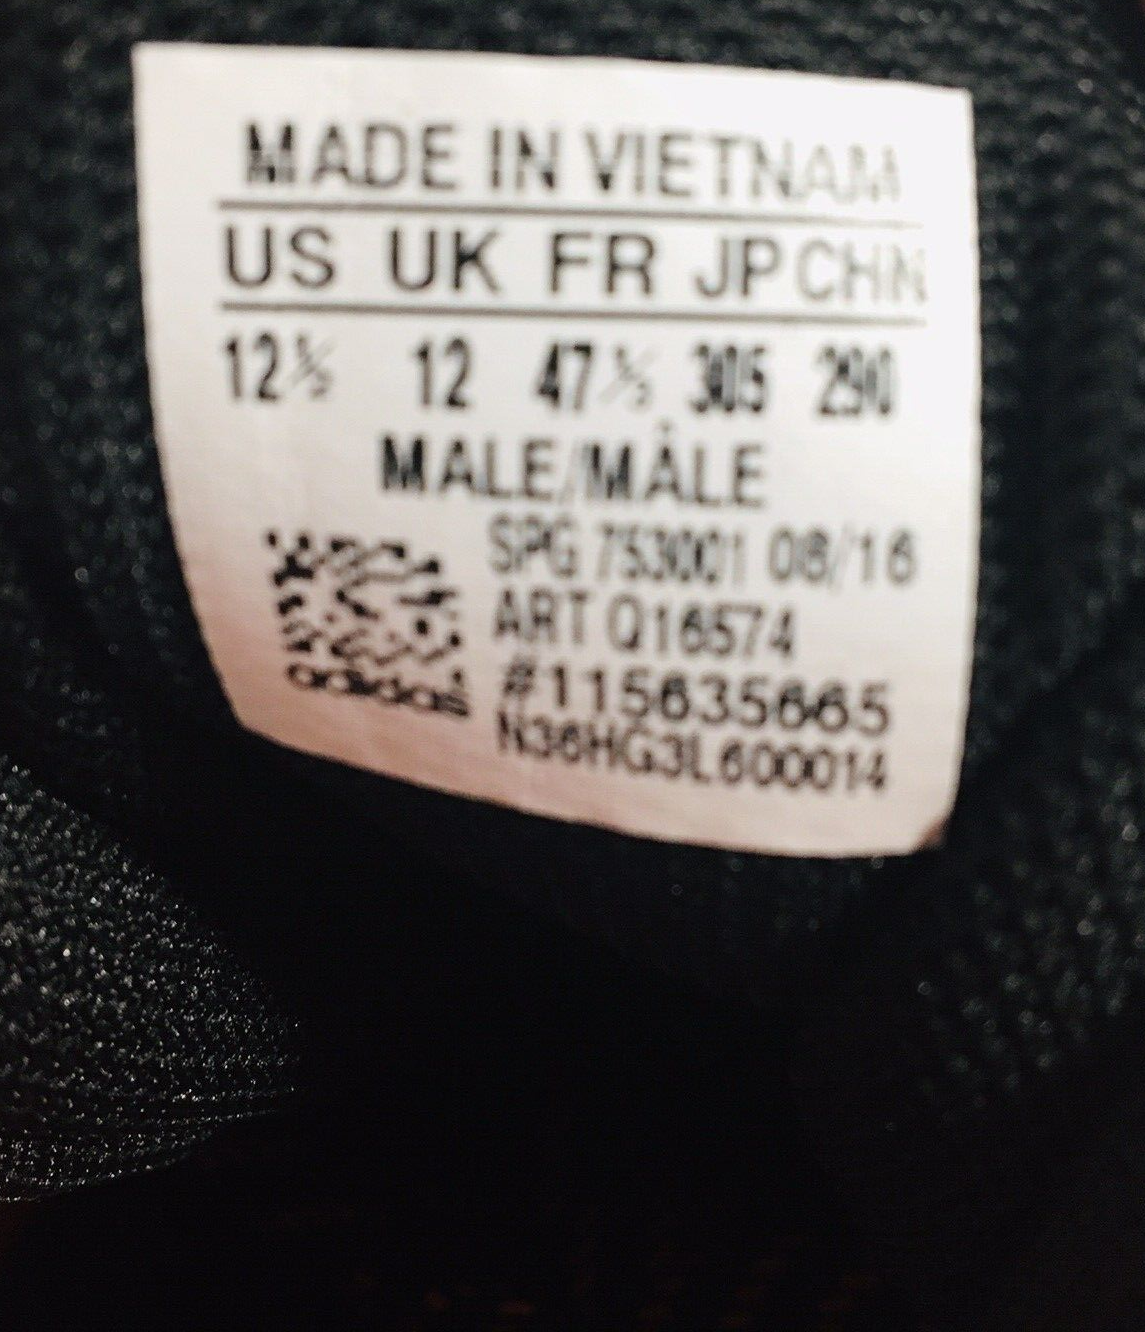 MADE IN VIETNAM
US UK FR JP CHN
12½ 12 47⅓ 305 290
MALE/MÂLE
SPG 753001 08/16
ART Q16574
#115635665
N36HG3L600014
adidas